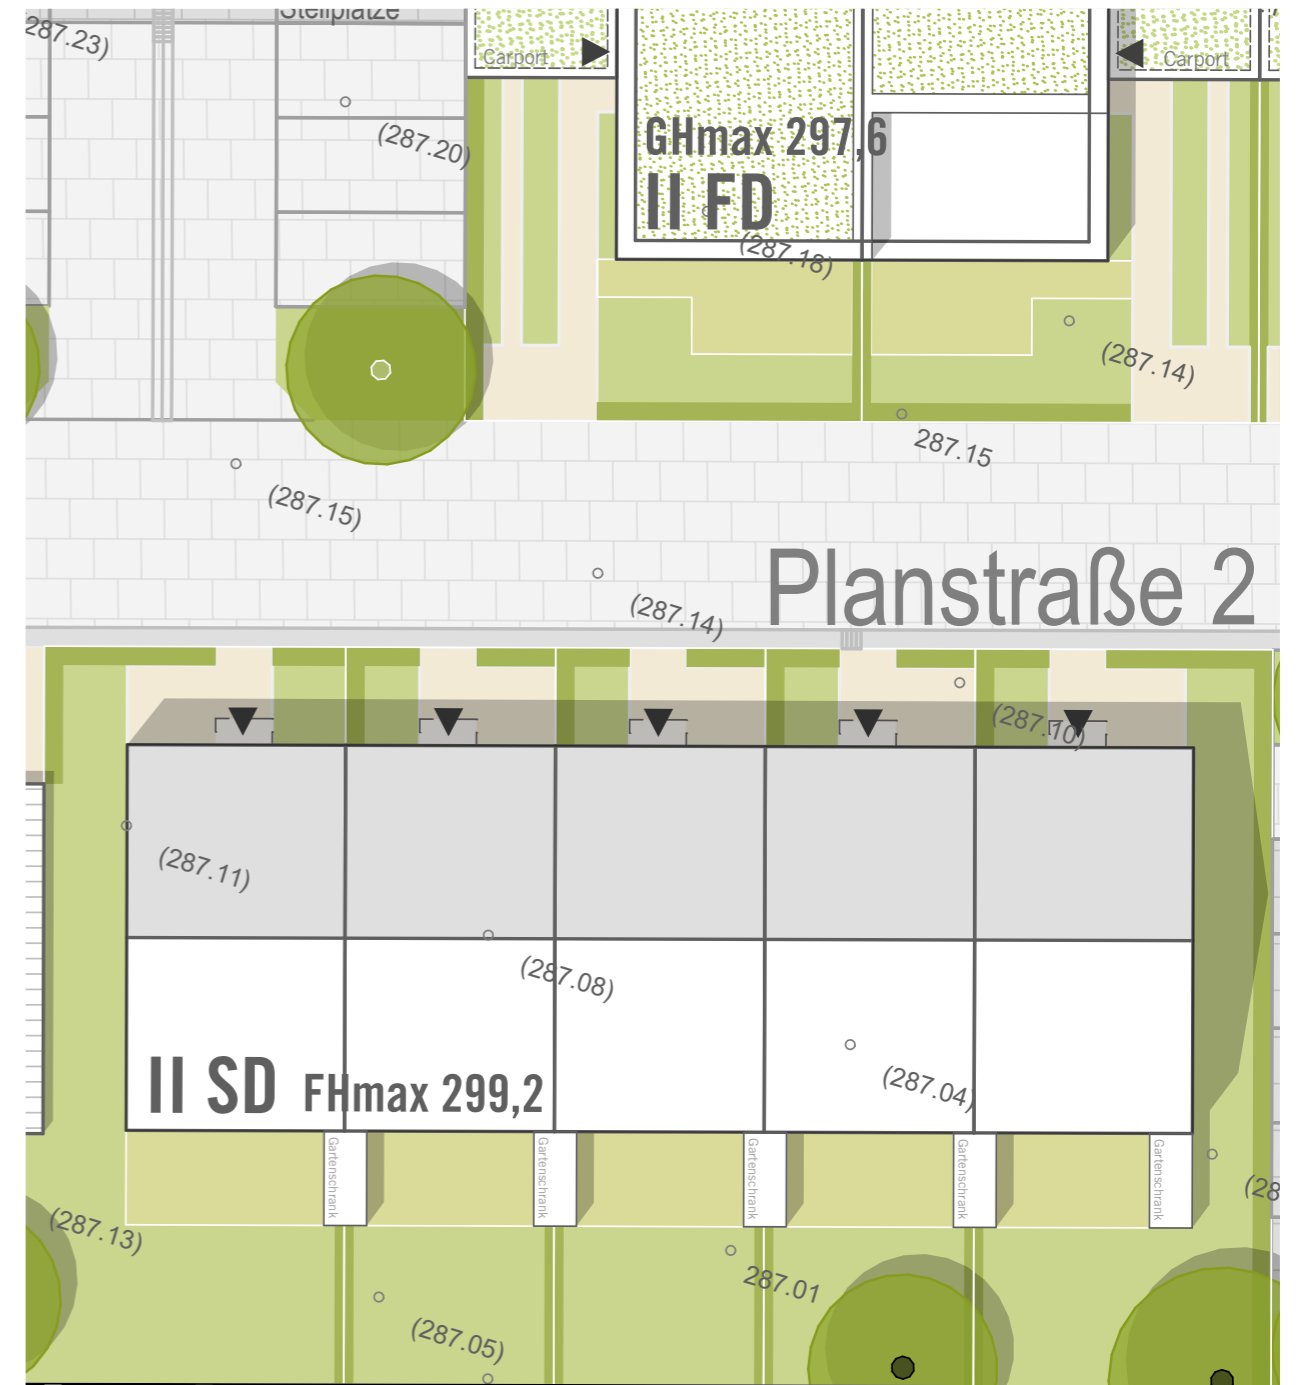 Stellplätze
287.23)
Carport
Carport
(287.20)
GHmax 297,6
II FD
(287.18)
(287.14)
287.15
(287.15)
Planstraße 2
(287.14)
(287.10)
(287.11)
(287.08)
(287.04)
II SD FHmax 299,2
Gartenschrank
Gartenschrank
Gartenschrank
Gartenschrank
Gartenschrank
(28
(287.13)
287.01
(287.05)